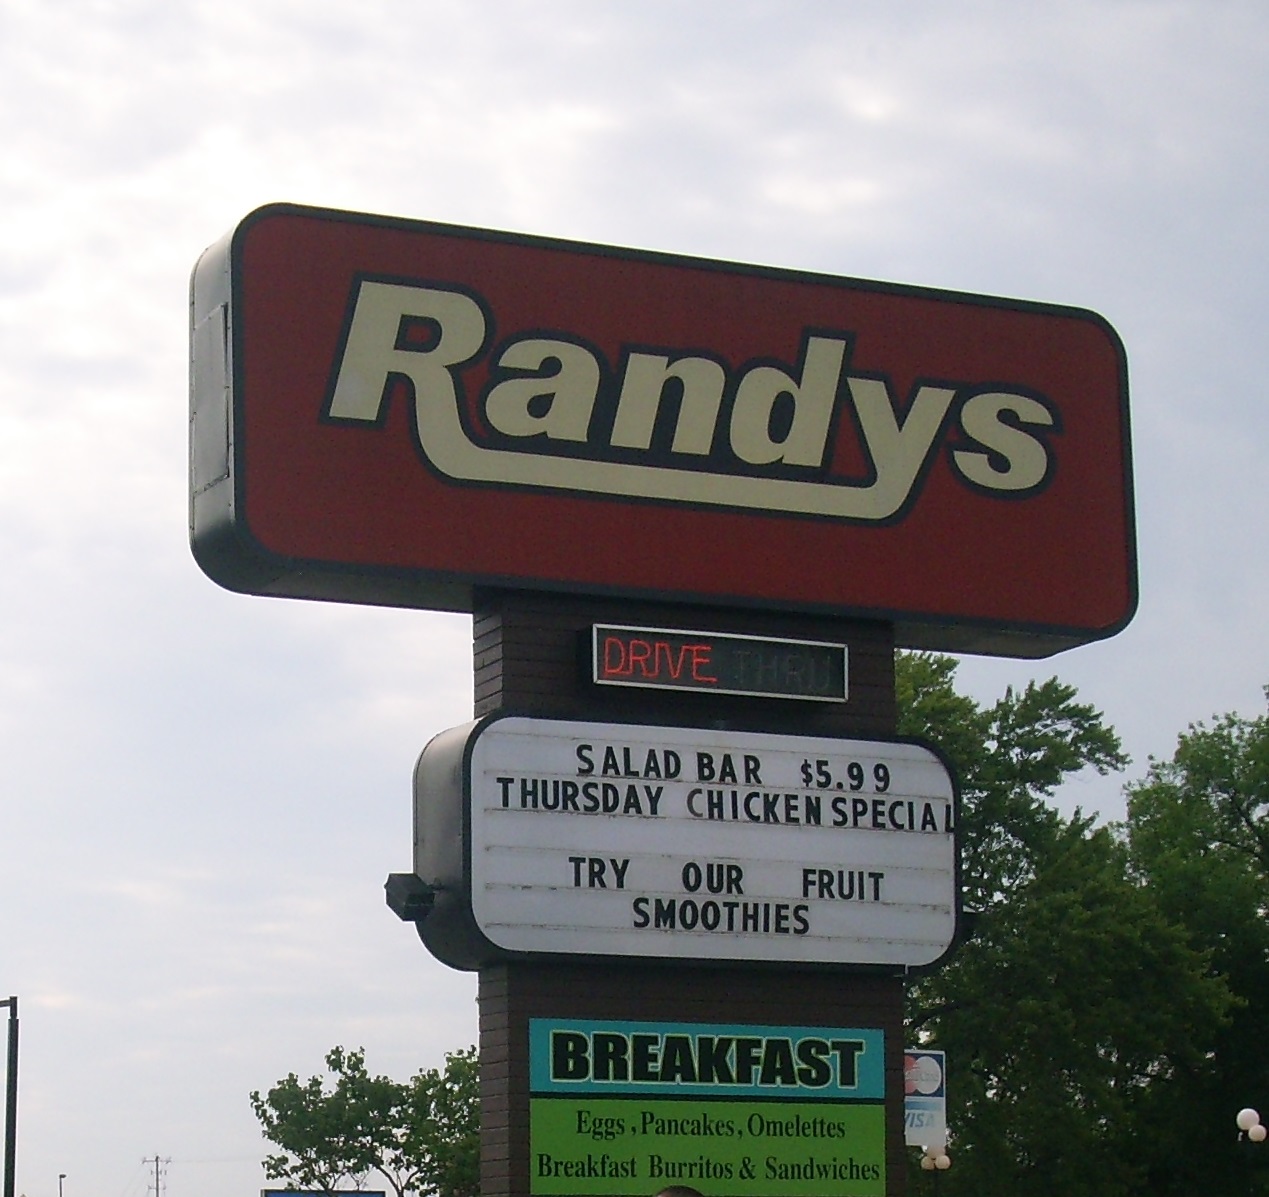 Randys
DRIVE THRU
SALAD BAR $5.99
THURSDAY CHICKEN SPECIAL
TRY OUR FRUIT
SMOOTHIES
BREAKFAST
Eggs, Pancakes, Omelettes
Breakfast Burritos & Sandwiches
VISA